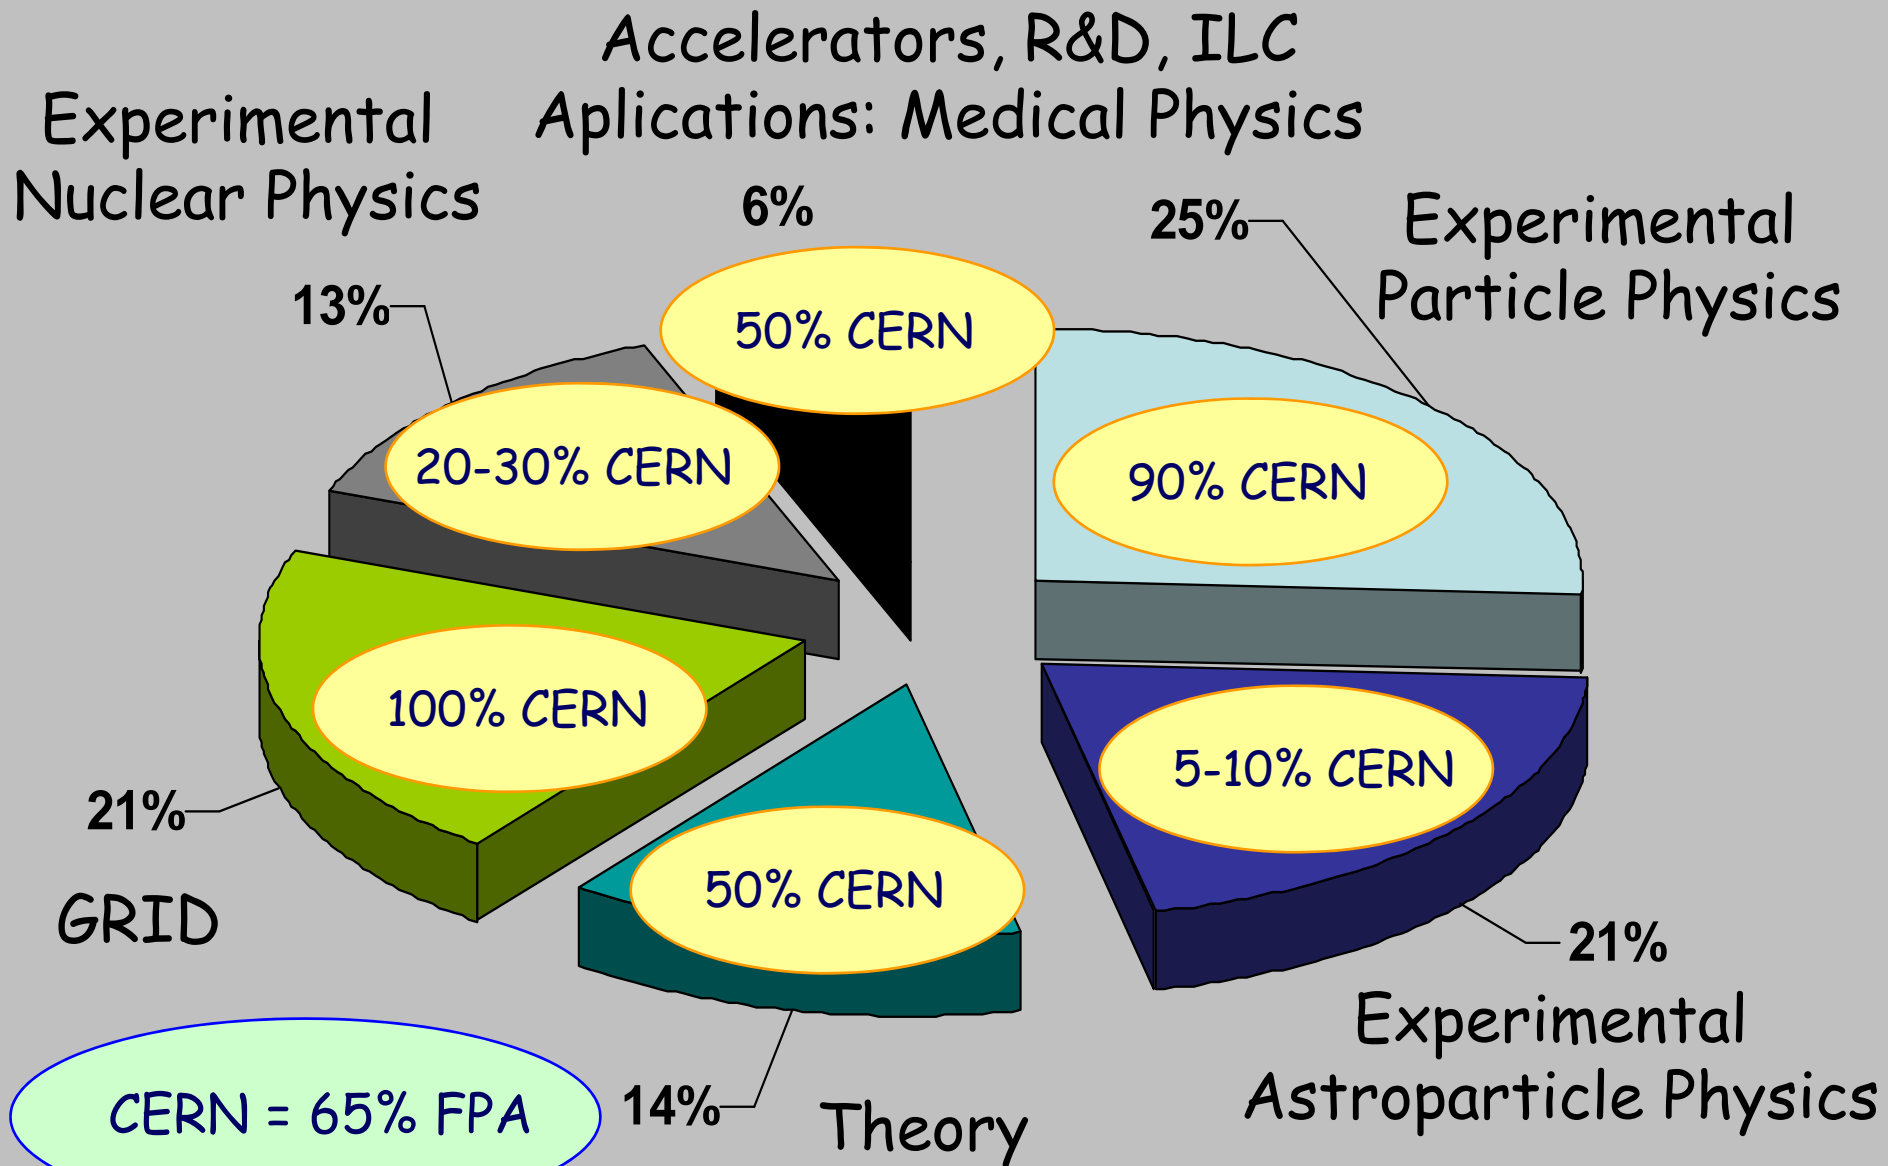 Accelerators, R&D, ILC
Aplications: Medical Physics
6%
50% CERN
Experimental
Nuclear Physics
13%
20-30% CERN
25%
Experimental
Particle Physics
90% CERN
100% CERN
21%
GRID
5-10% CERN
21%
Experimental
Astroparticle Physics
50% CERN
14%
Theory
CERN = 65% FPA